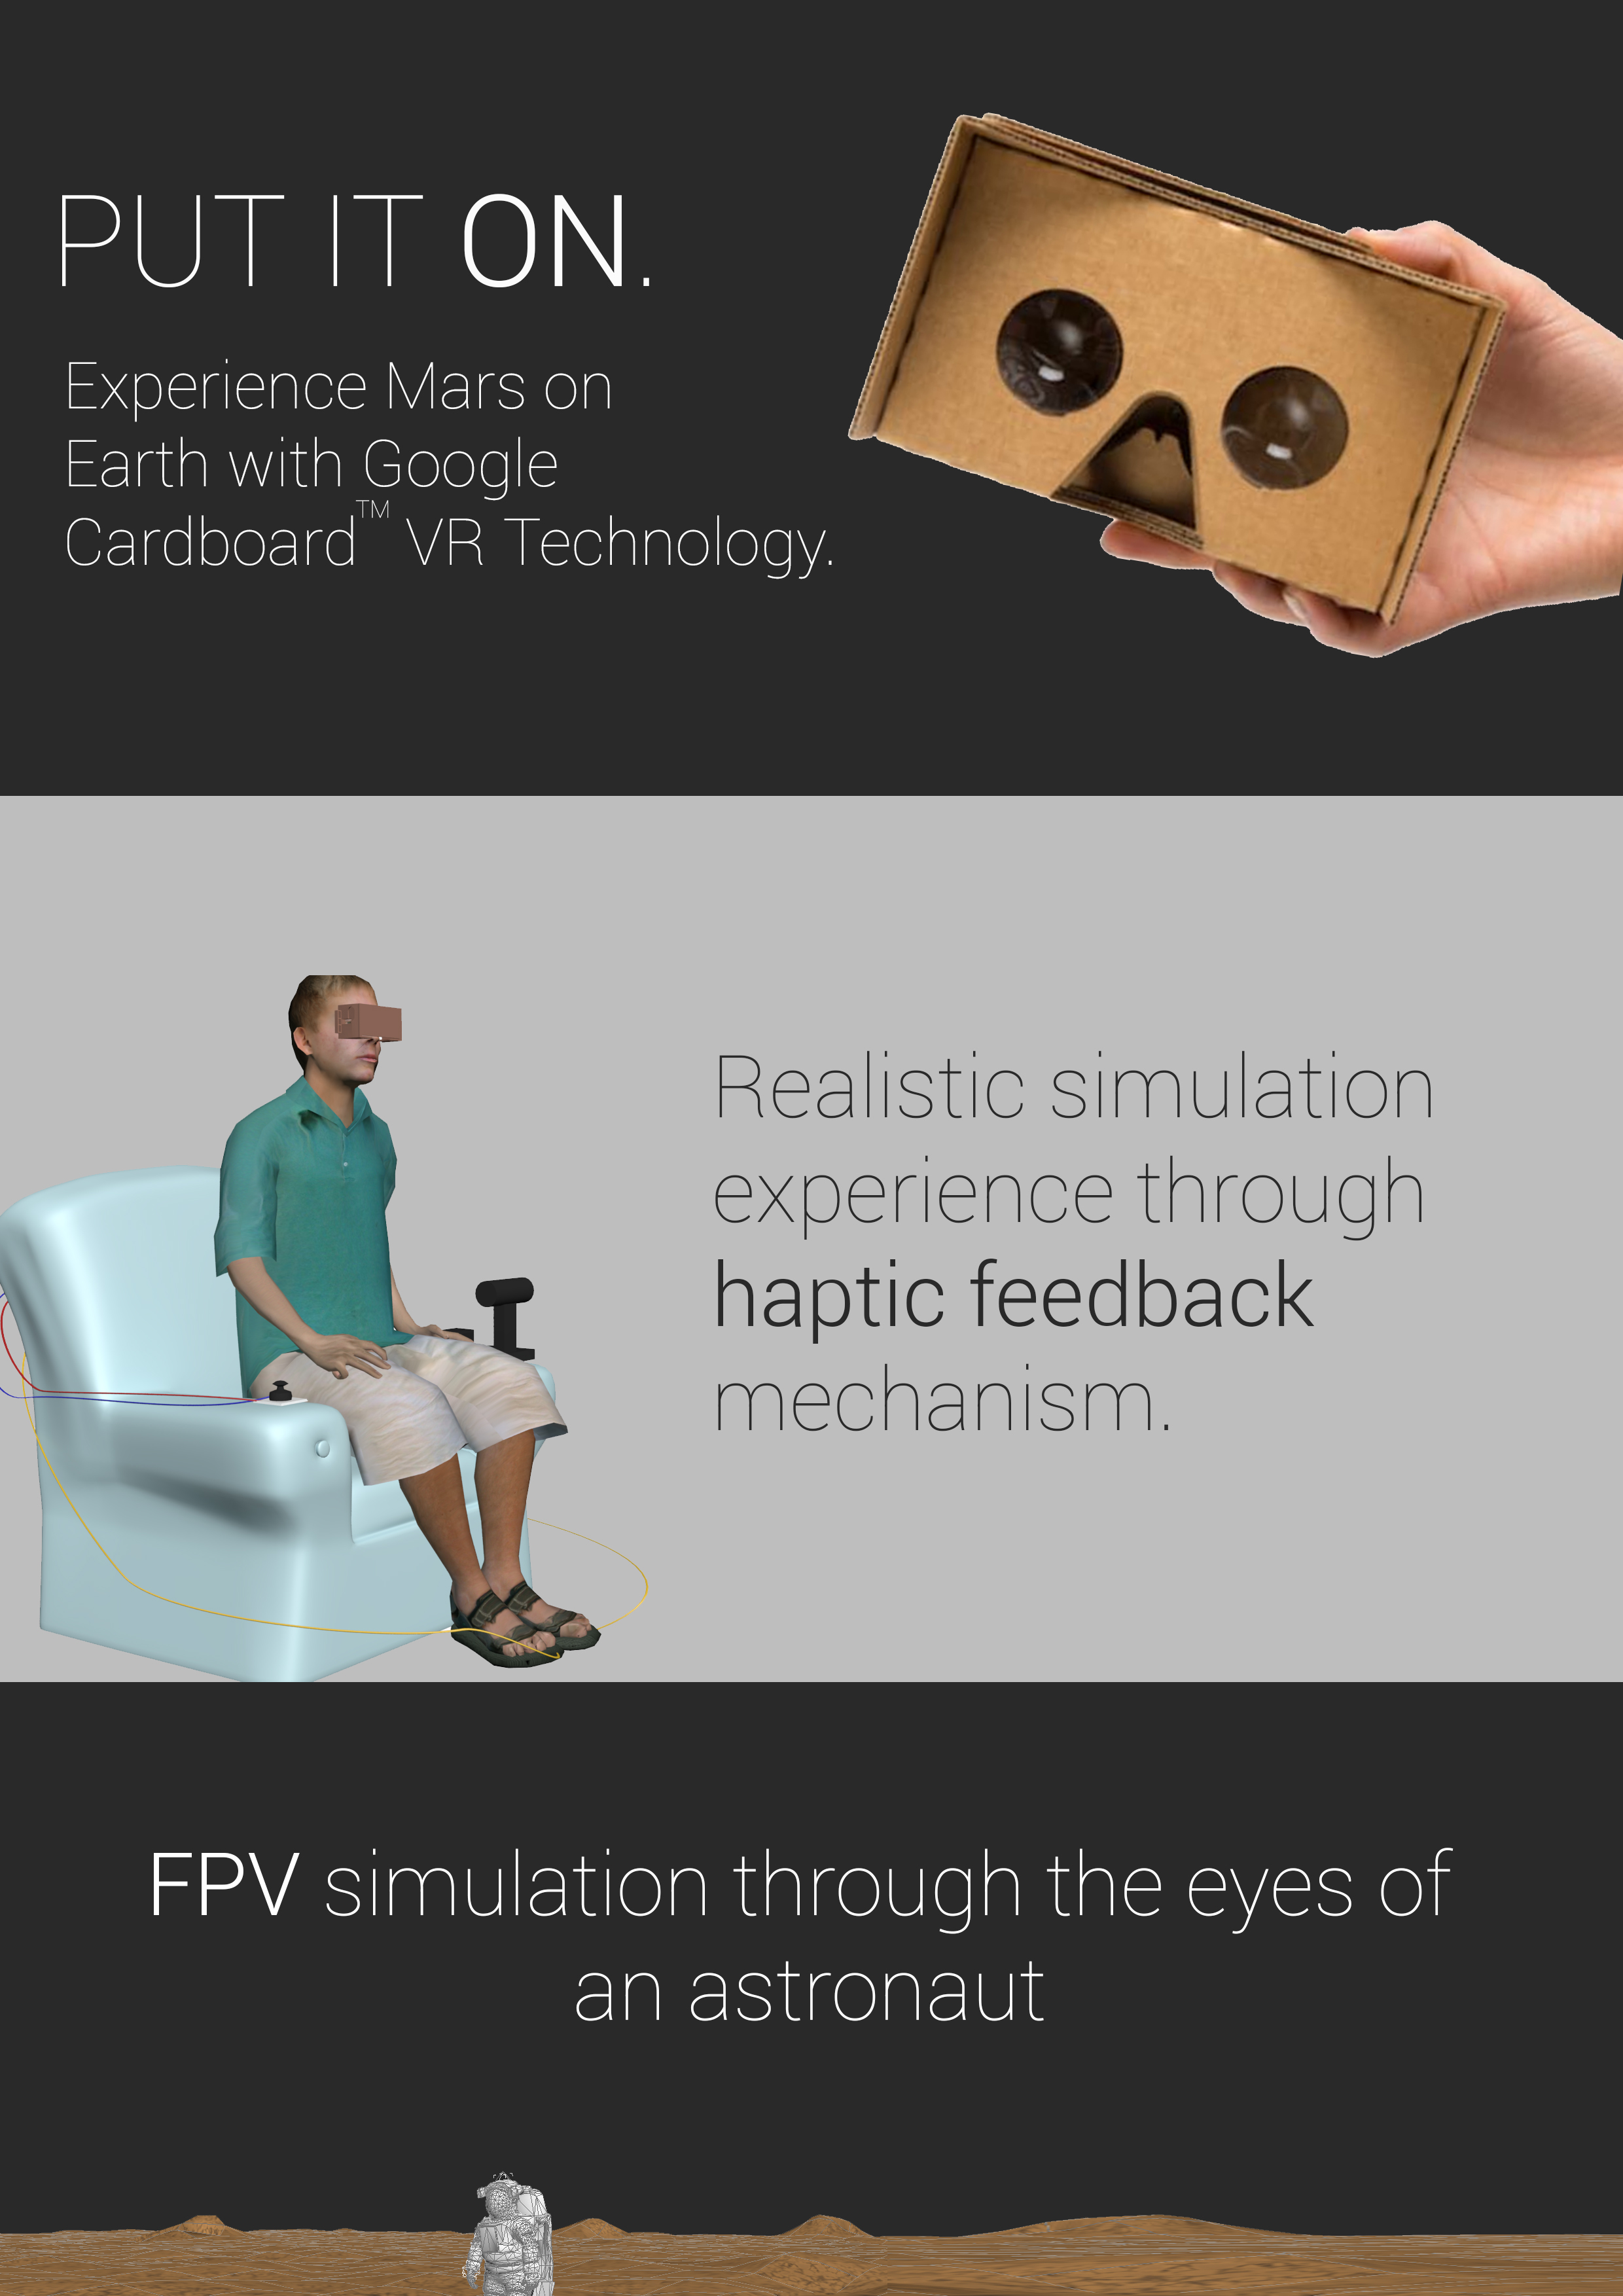 PUT IT ON.
Experience Mars on
Earth with Google
Cardboard™ VR Technology.
Realistic simulation
experience through
haptic feedback
mechanism.
FPV simulation through the eyes of
an astronaut